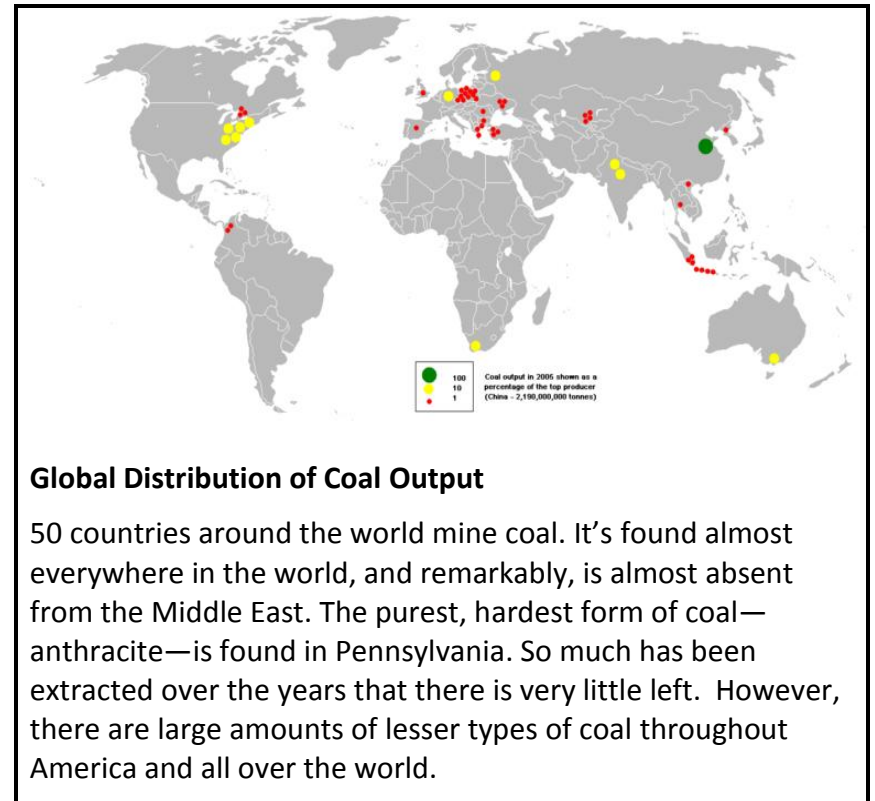 100
10
1
Coal output in 2005 shown as a
percentage of the top producer
(China - 2,190,000,000 tonnes)
Global Distribution of Coal Output
50 countries around the world mine coal. It’s found almost
everywhere in the world, and remarkably, is almost absent
from the Middle East. The purest, hardest form of coal—
anthracite—is found in Pennsylvania. So much has been
extracted over the years that there is very little left.  However,
there are large amounts of lesser types of coal throughout
America and all over the world.